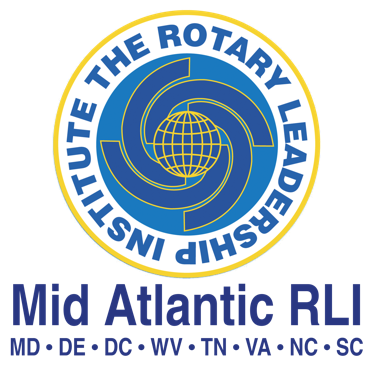 THE ROTARY LEADERSHIP INSTITUTE
Mid Atlantic RLI
MD • DE • DC • WV • TN • VA • NC • SC